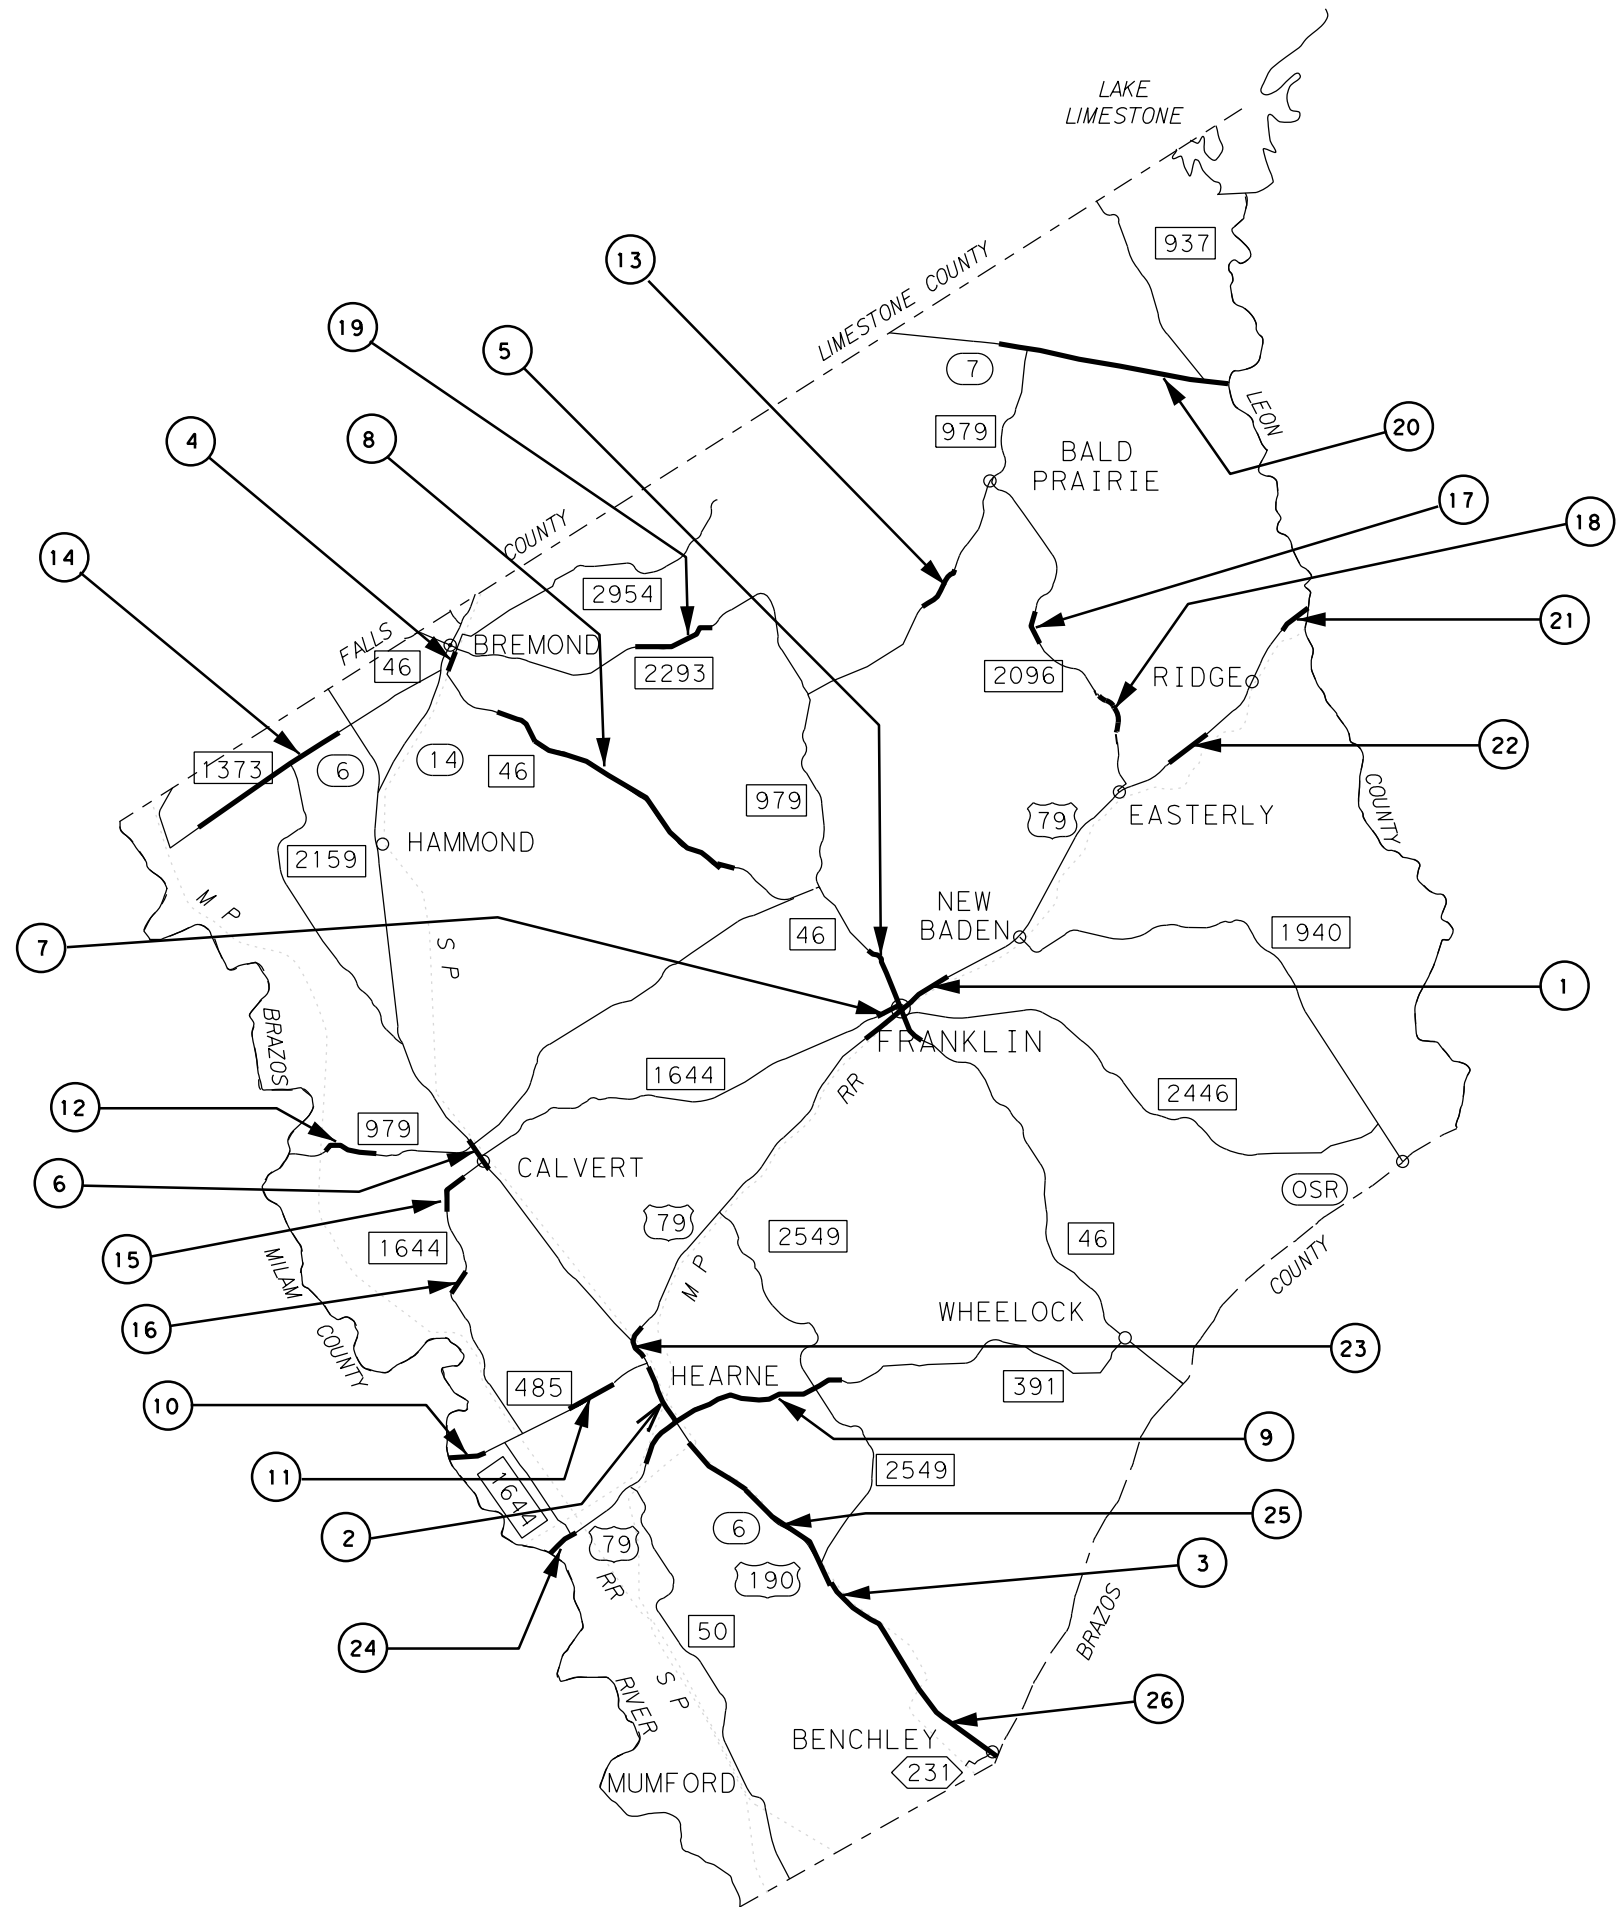 LAKE
LIMESTONE
937
13
LIMESTONE COUNTY
19
5
7
LEON
20
4
8
979
BALD
PRAIRIE
17
18
14
COUNTY
2954
21
FALLS
BREMOND
46
2293
2096
RIDGE
22
1373
6
14
46
979
COUNTY
79
EASTERLY
HAMMOND
2159
M P
NEW
BADEN
7
S P
46
1940
1
BRAZOS
FRANKLIN
1644
RR
2446
12
979
6
CALVERT
OSR
79
2549
46
15
1644
MILAM
M P
COUNTY
16
COUNTY
WHEELOCK
23
HEARNE
485
391
10
9
11
1644
2549
25
2
79
6
3
190
RR
24
50
BRAZOS
S P
RIVER
26
BENCHLEY
231
MUMFORD